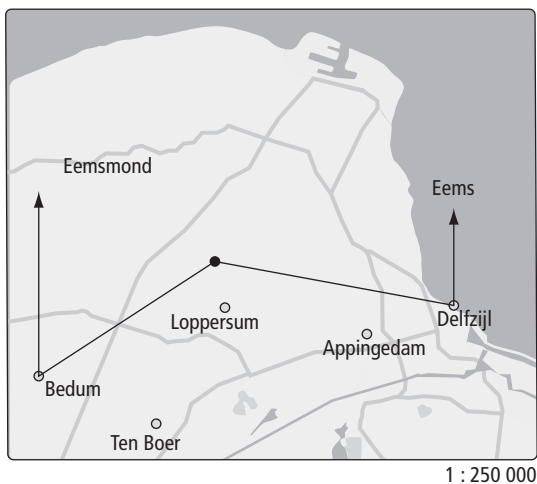 Eemsmond
Eems
Loppersum
Delfzijl
Appingedam
Bedum
Ten Boer
1 : 250 000